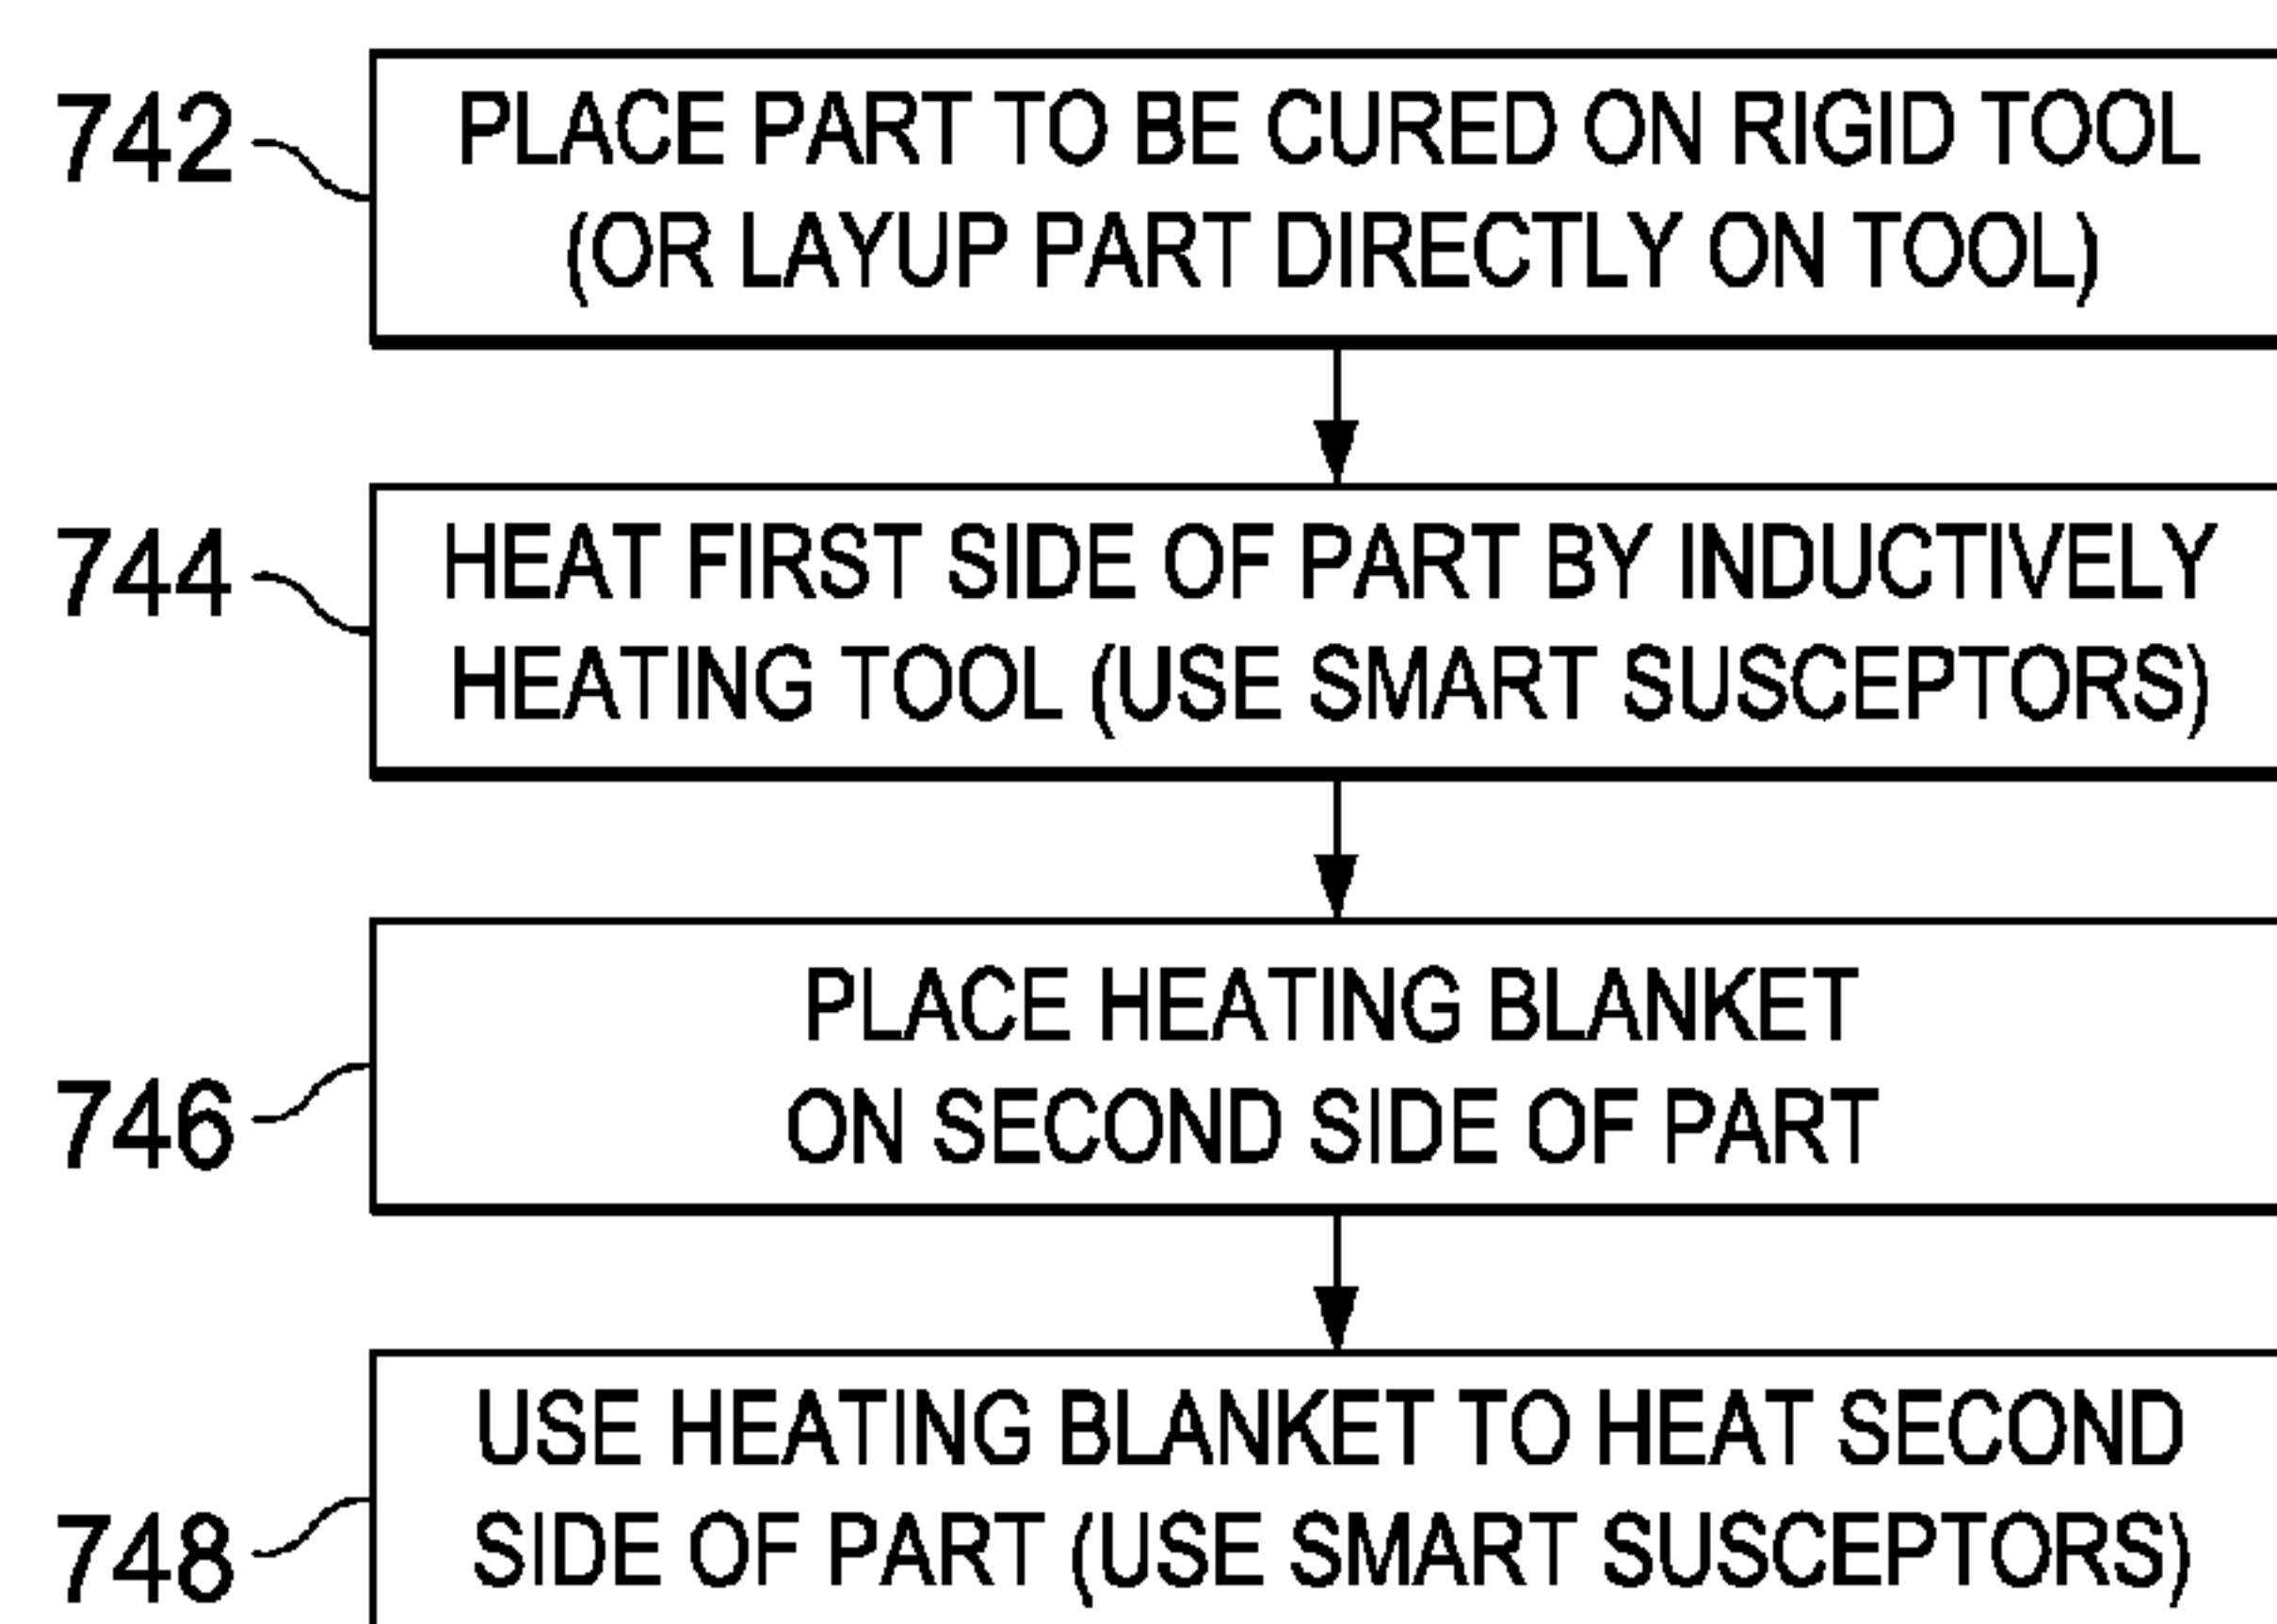 742
PLACE PART TO BE CURED ON RIGID TOOL
(OR LAYUP PART DIRECTLY ON TOOL)
744
HEAT FIRST SIDE OF PART BY INDUCTIVELY
HEATING TOOL (USE SMART SUSCEPTORS)
746
PLACE HEATING BLANKET
ON SECOND SIDE OF PART
748
USE HEATING BLANKET TO HEAT SECOND
SIDE OF PART (USE SMART SUSCEPTORS)